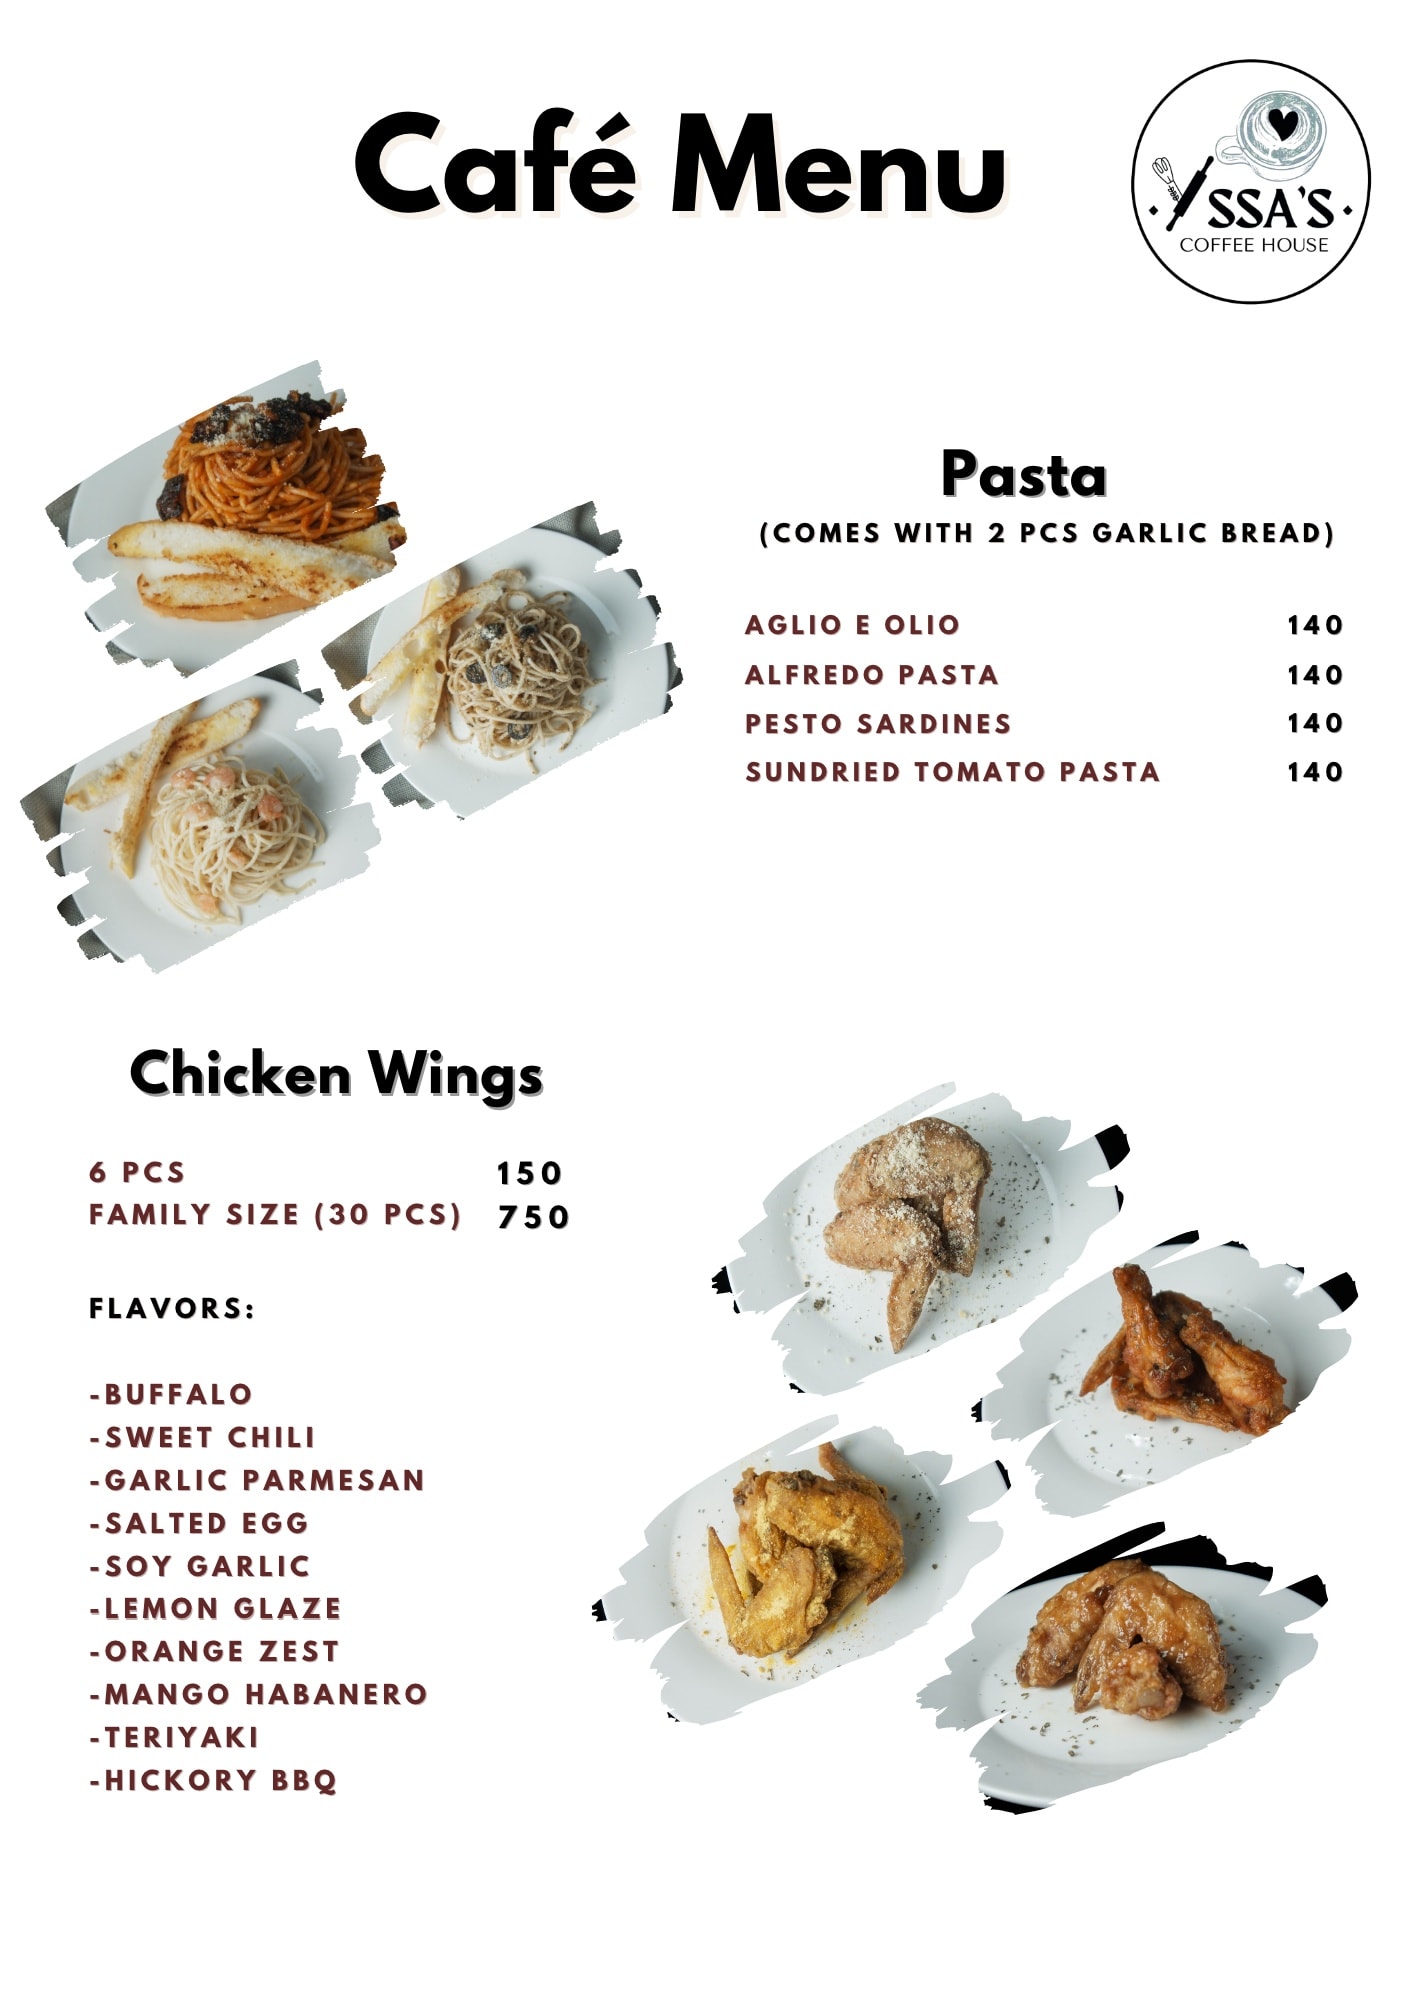 Café Menu
YSSA'S
COFFEE HOUSE
Pasta
(COMES WITH 2 PCS GARLIC BREAD)
AGLIO E OLIO 140
ALFREDO PASTA 140
PESTO SARDINES 140
SUNDRIED TOMATO PASTA 140
Chicken Wings
6 PCS 150
FAMILY SIZE (30 PCS) 750
FLAVORS:
-BUFFALO
-SWEET CHILI
-GARLIC PARMESAN
-SALTED EGG
-SOY GARLIC
-LEMON GLAZE
-ORANGE ZEST
-MANGO HABANERO
-TERIYAKI
-HICKORY BBQ